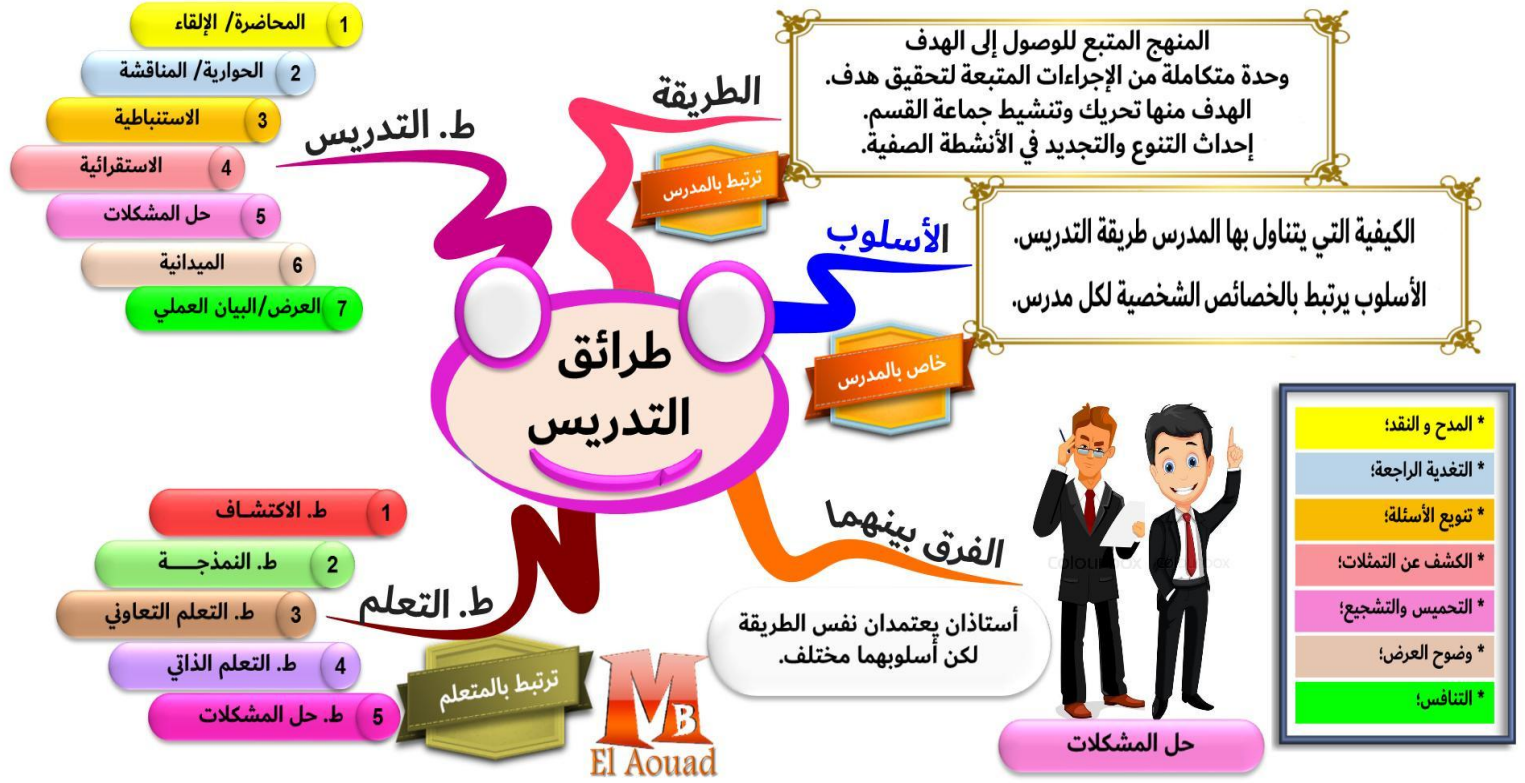 طرائق
التدريس
الطريقة
المنهج المتبع للوصول إلى الهدف
وحدة متكاملة من الإجراءات المتبعة لتحقيق هدف.
الهدف منها تحريك وتنشيط جماعة القسم.
إحداث التنوع والتجديد في الأنشطة الصفية.
ترتبط بالمدرس
الأسلوب
الكيفية التي يتناول بها المدرس طريقة التدريس.
الأسلوب يرتبط بالخصائص الشخصية لكل مدرس.
خاص بالمدرس
* المدح و النقد؛
* التغدية الراجعة؛
* تنويع الأسئلة؛
* الكشف عن التمثلات؛
* التحميس والتشجيع؛
* وضوح العرض؛
* التنافس؛
الفرق بينهما
أستاذان يعتمدان نفس الطريقة
لكن أسلوبهما مختلف.
colourbox colourbox
حل المشكلات
ط. التدريس
1 المحاضرة/ الإلقاء
2 الحوارية/ المناقشة
3 الاستنباطية
4 الاستقرائية
5 حل المشكلات
6 الميدانية
7 العرض/البيان العملي
ط. التعلم
1 ط. الاكتشـاف
2 ط. النمذجـــــة
3 ط. التعلم التعاوني
4 ط. التعلم الذاتي
5 ط. حل المشكلات
ترتبط بالمتعلم
MB
El Aouad